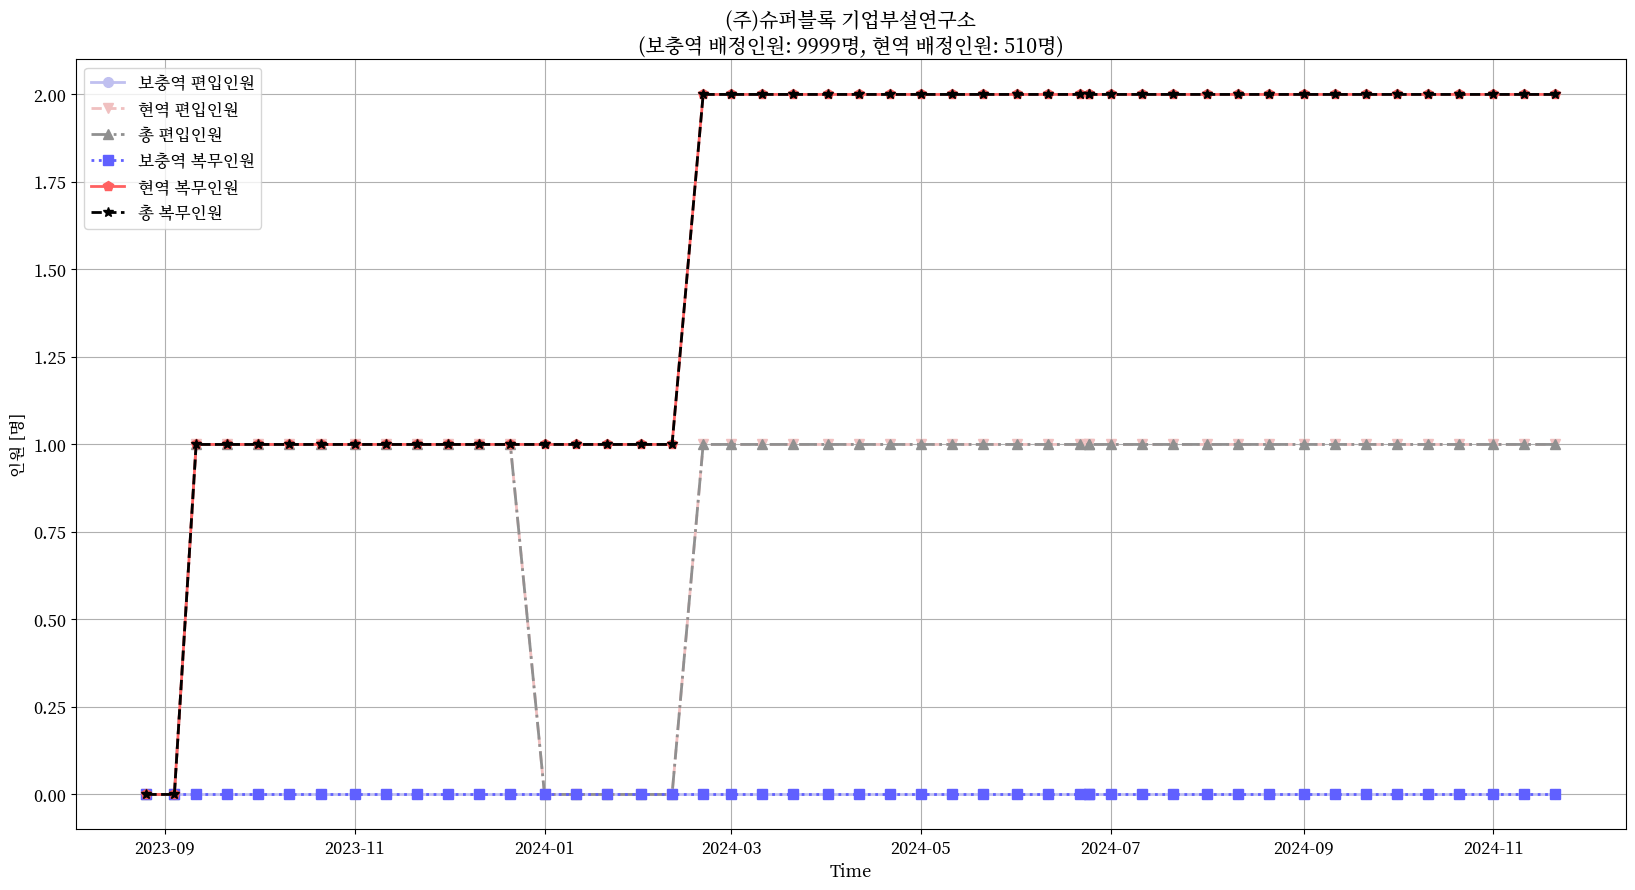 (주)슈퍼블록 기업부설연구소
(보충역 배정인원: 9999명, 현역 배정인원: 510명)
보충역 편입인원
현역 편입인원
총 편입인원
보충역 복무인원
현역 복무인원
총 복무인원
2.00
1.75
1.50
1.25
1.00
0.75
0.50
0.25
0.00
인원 [명]
2023-09 2023-11 2024-01 2024-03 2024-05 2024-07 2024-09 2024-11
Time